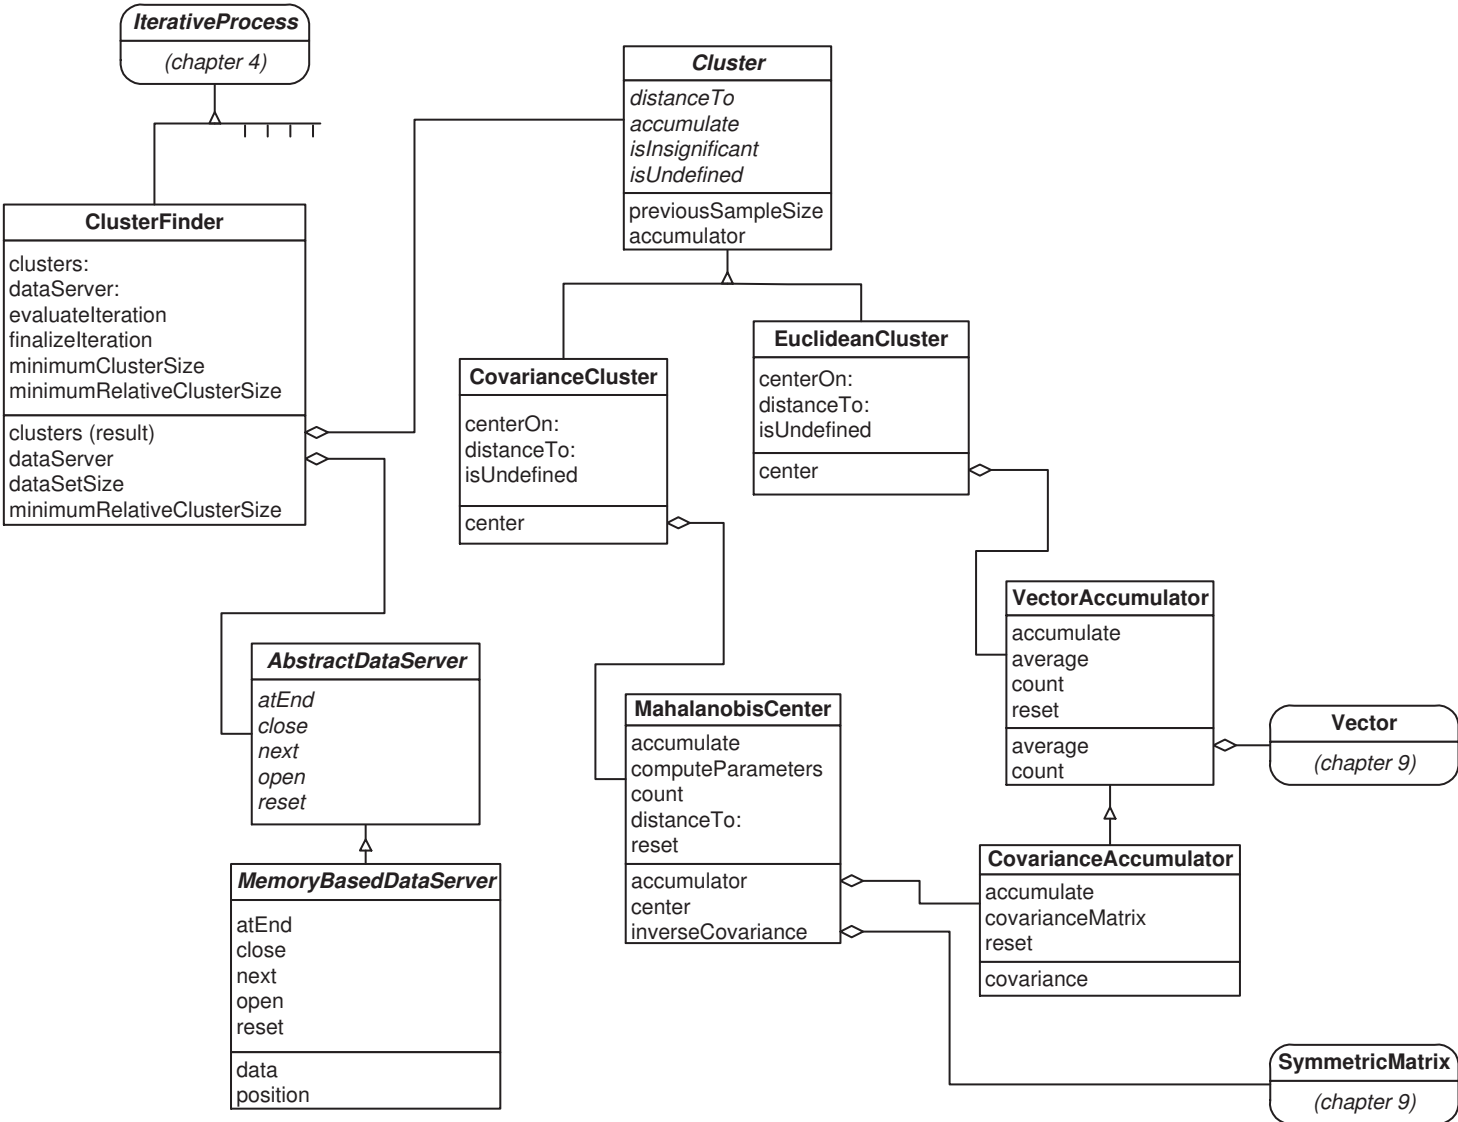 IterativeProcess
(chapter 4)
Cluster
distanceTo
accumulate
isInsignificant
isUndefined
previousSampleSize
accumulator
ClusterFinder
clusters:
dataServer:
evaluateIteration
finalizeIteration
minimumClusterSize
minimumRelativeClusterSize
clusters (result)
dataServer
dataSetSize
minimumRelativeClusterSize
CovarianceCluster
centerOn:
distanceTo:
isUndefined
center
EuclideanCluster
centerOn:
distanceTo:
isUndefined
center
AbstractDataServer
atEnd
close
next
open
reset
MemoryBasedDataServer
atEnd
close
next
open
reset
data
position
MahalanobisCenter
accumulate
computeParameters
count
distanceTo:
reset
accumulator
center
inverseCovariance
VectorAccumulator
accumulate
average
count
reset
average
count
Vector
(chapter 9)
CovarianceAccumulator
accumulate
covarianceMatrix
reset
covariance
SymmetricMatrix
(chapter 9)